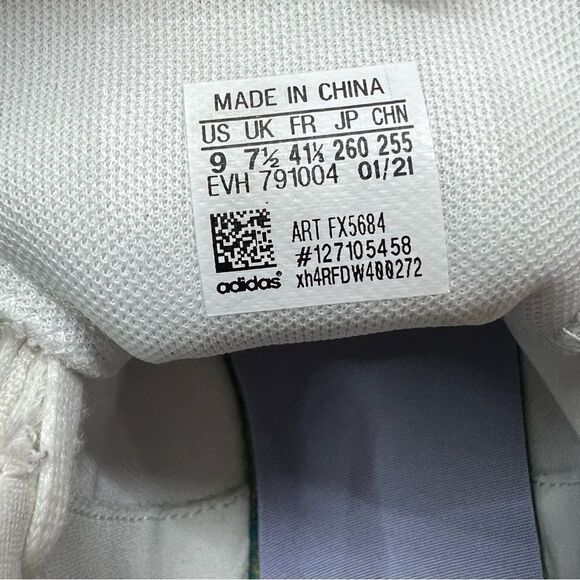 MADE IN CHINA
US UK FR JP CHN
9 7½ 41⅓ 260 255
EVH 791004 01/21
ART FX5684
#127105458
xh4RFDW400272
adidas